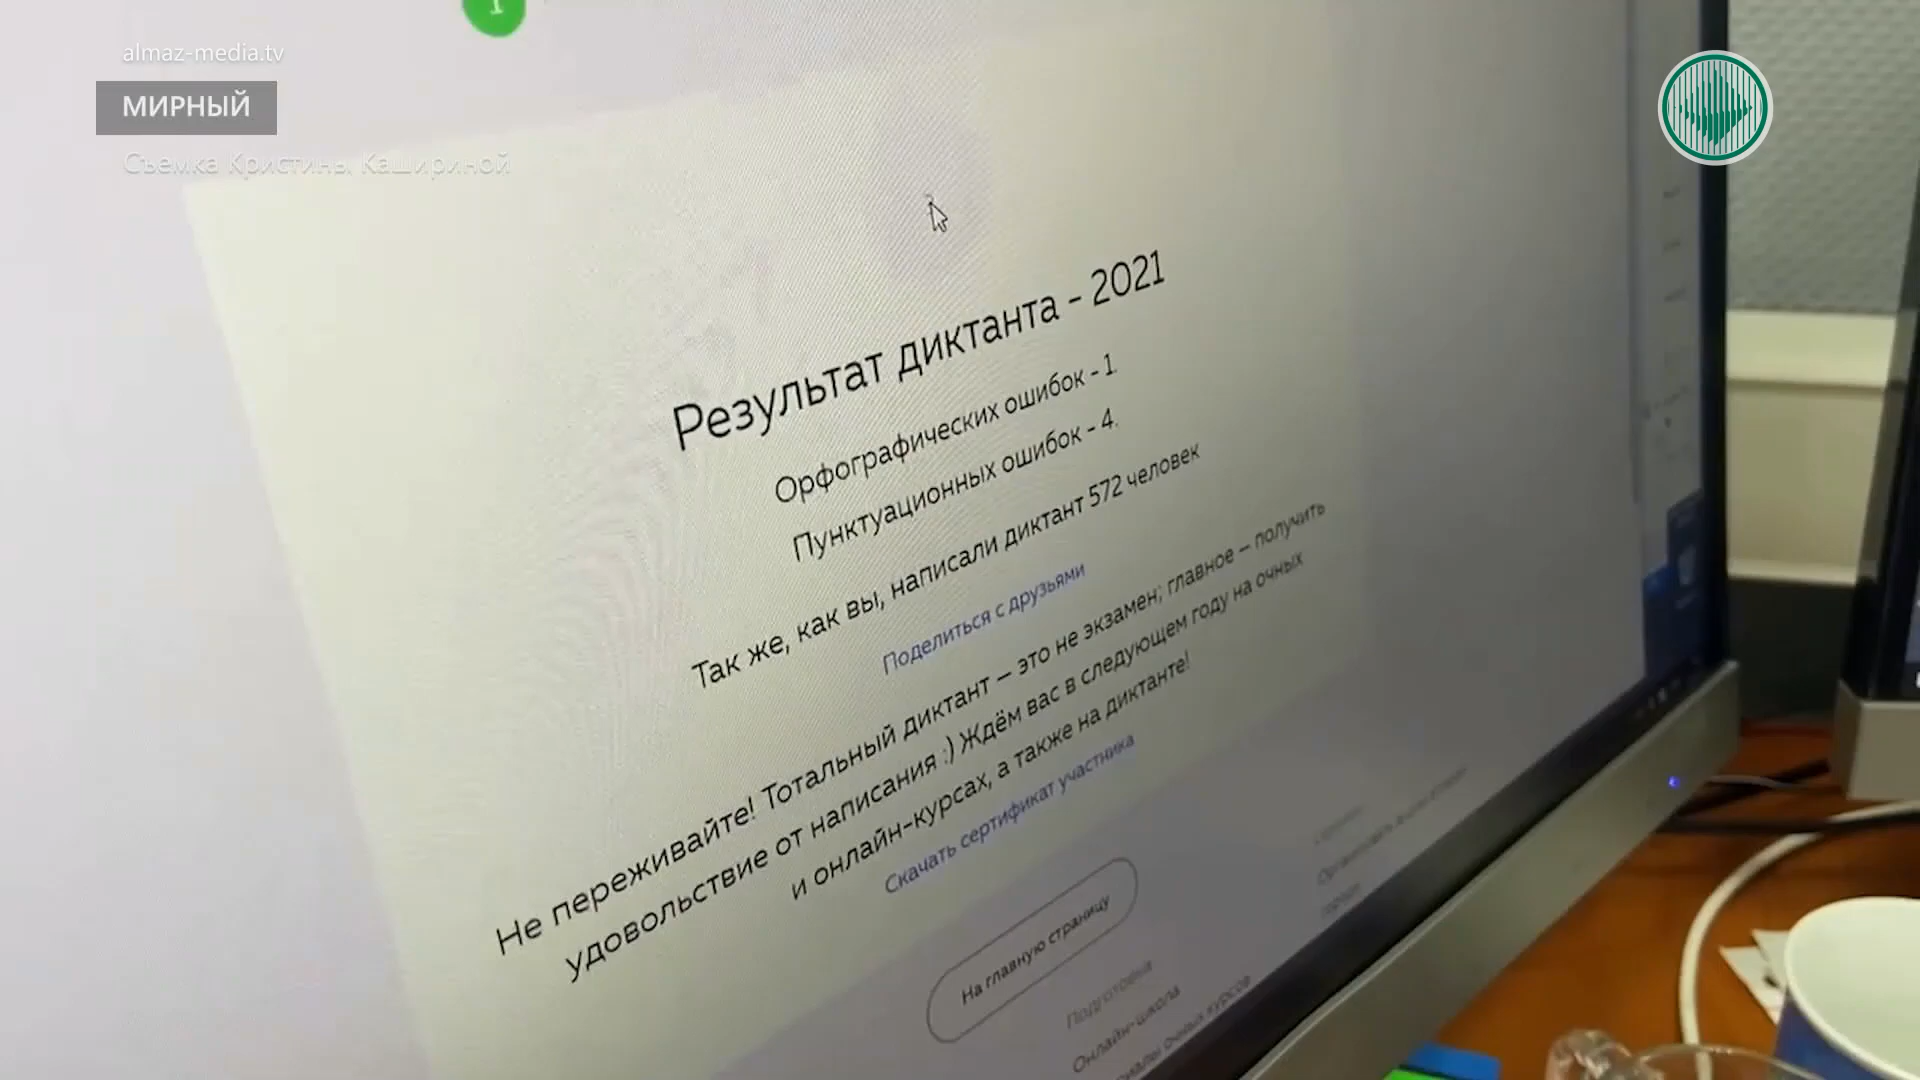 1
almaz-media.tv
МИРНЫЙ
Съемка Кристины Кашириной
Результат диктанта - 2021
Орфографических ошибок - 1.
Пунктуационных ошибок - 4.
Так же, как вы, написали диктант 572 человек
Поделиться с друзьями
Не переживайте! Тотальный диктант — это не экзамен; главное — получить
удовольствие от написания :) Ждём вас в следующем году на очных
и онлайн-курсах, а также на диктанте!
Скачать сертификат участника
На главную страницу
Подготовка
Онлайн-школа
очных курсов